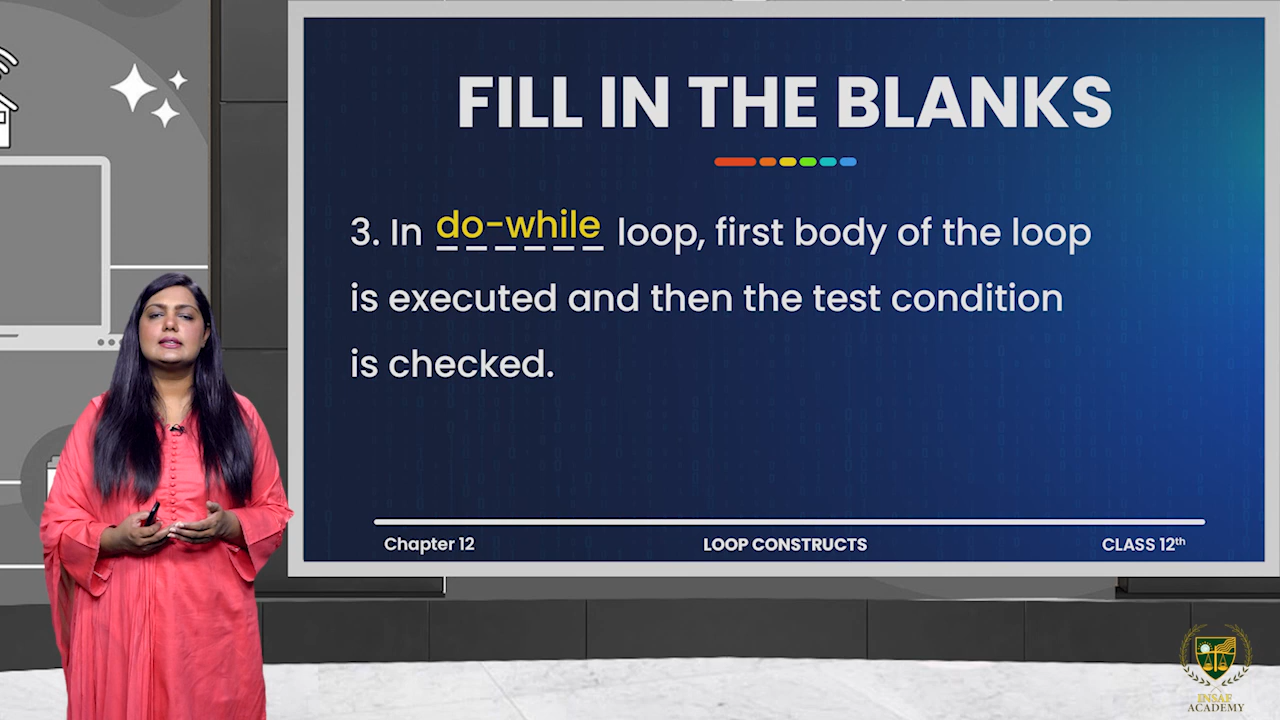 FILL IN THE BLANKS
3. In do-while loop, first body of the loop
is executed and then the test condition
is checked.
Chapter 12
LOOP CONSTRUCTS
CLASS 12th
INSAF
ACADEMY